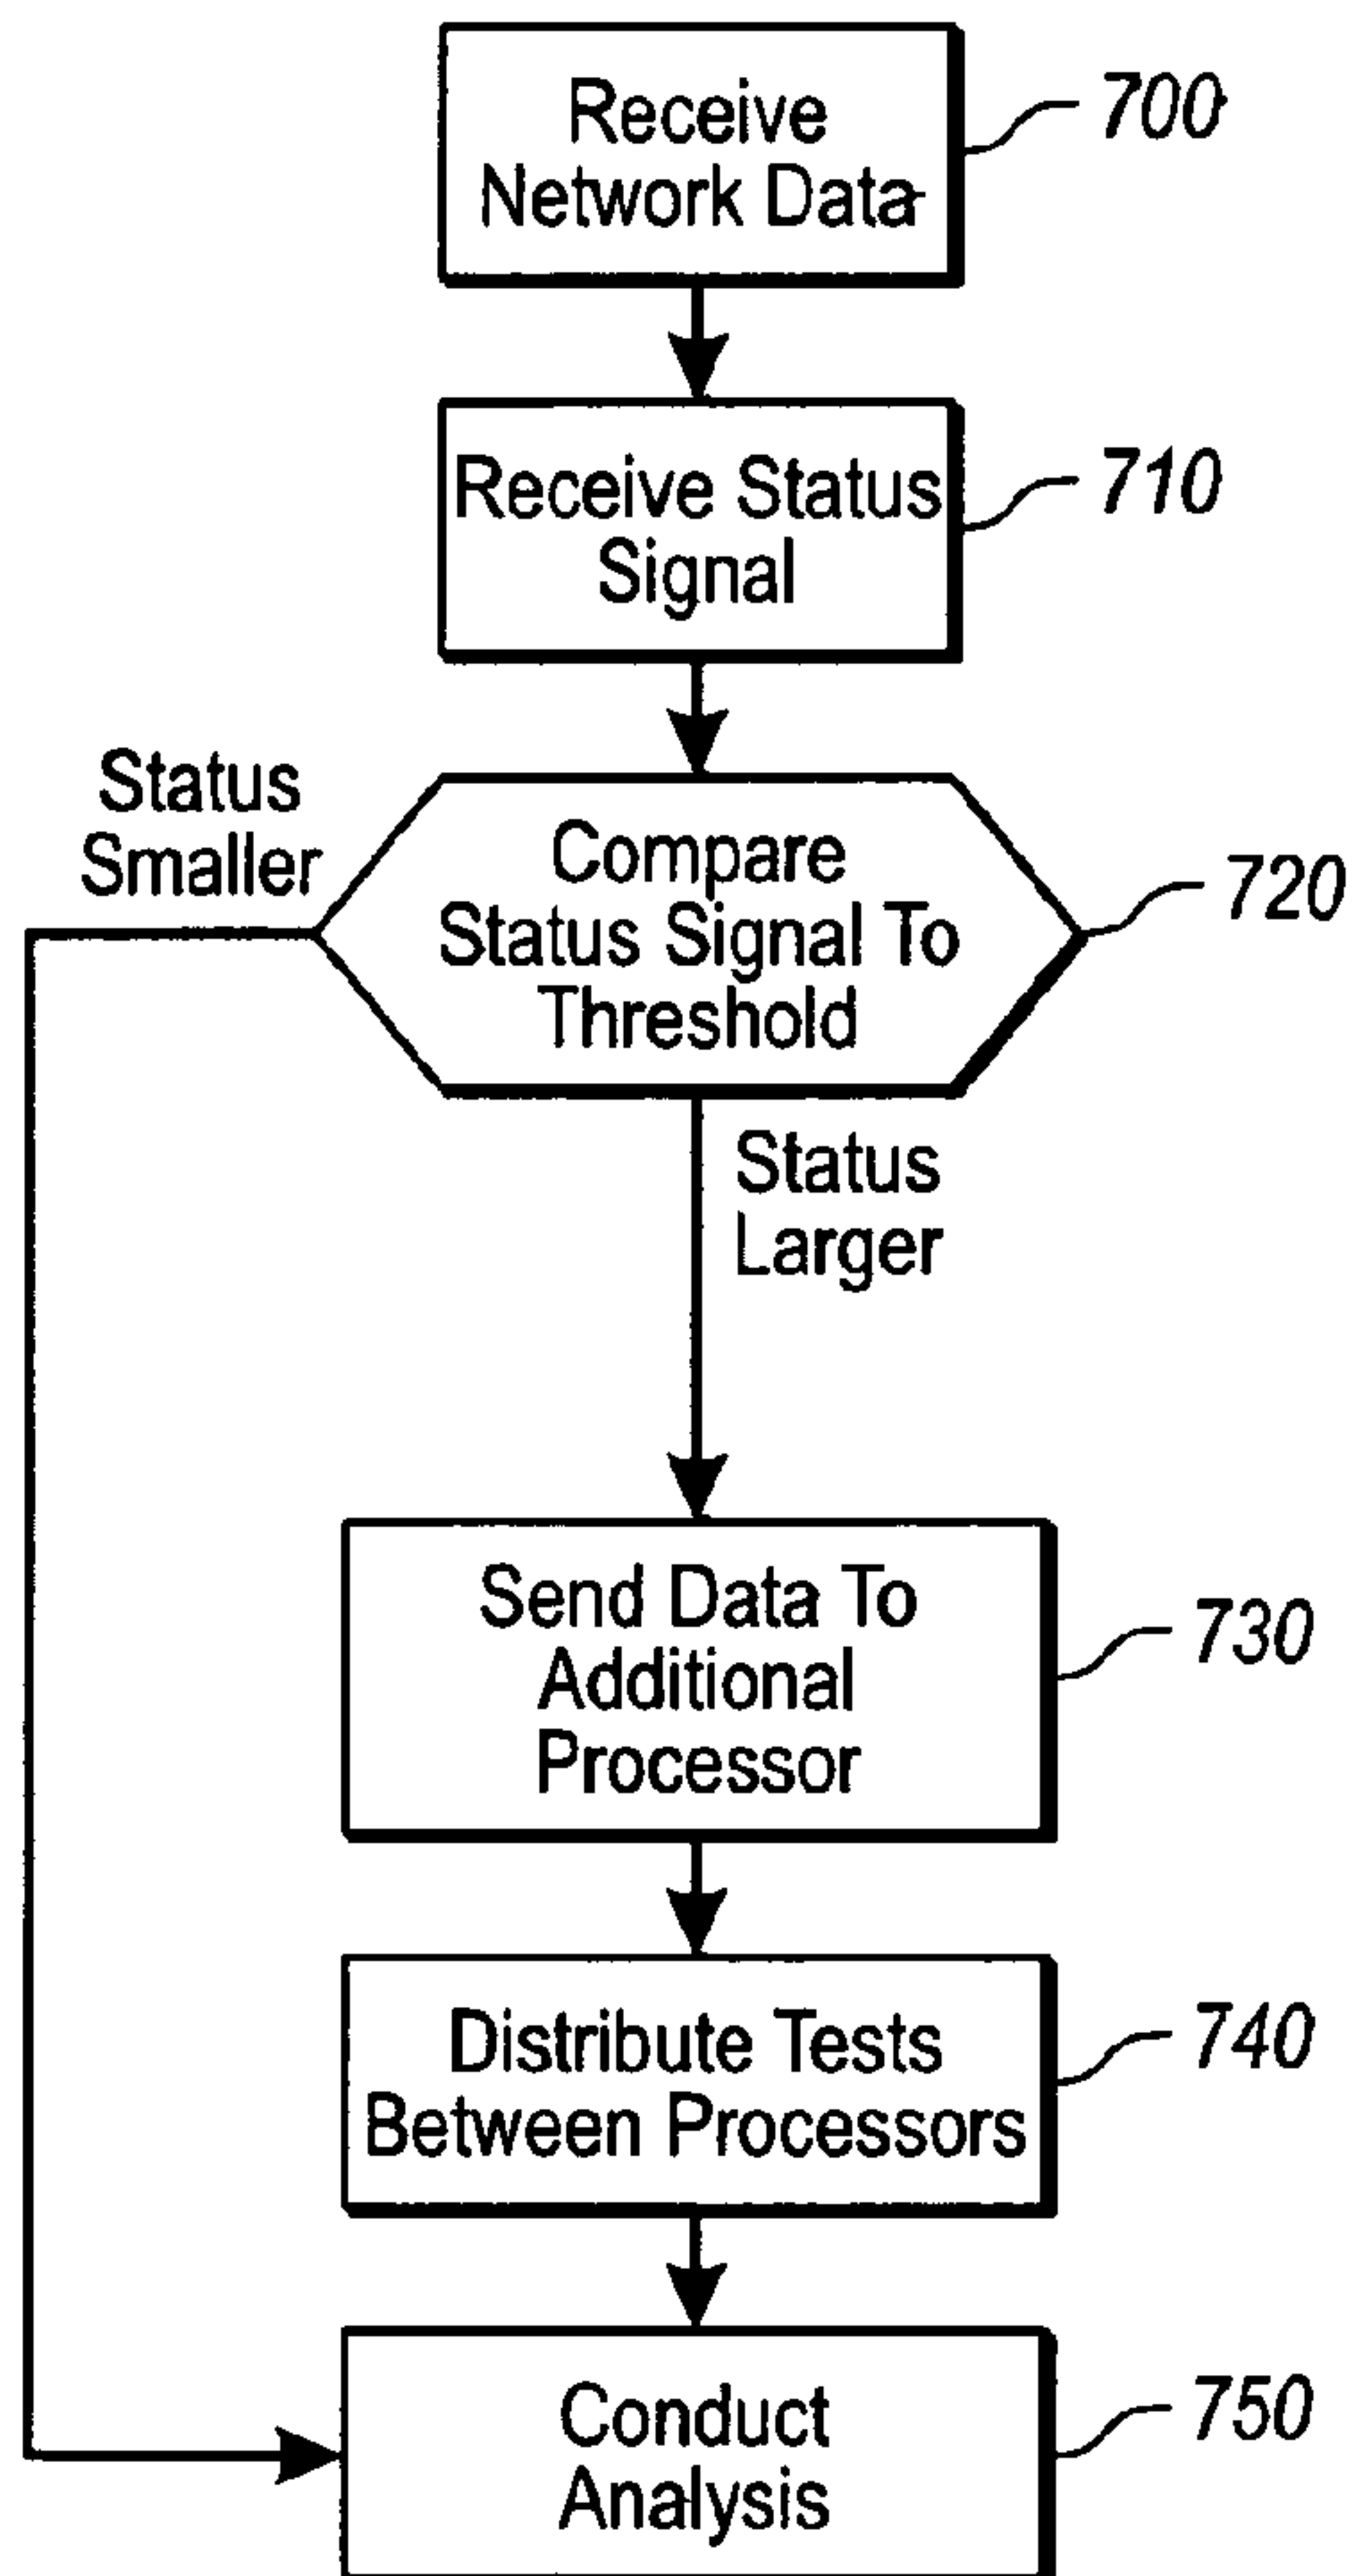 Receive
Network Data
700
Receive Status
Signal
710
Status
Smaller
Compare
Status Signal To
Threshold
720
Status
Larger
Send Data To
Additional
Processor
730
Distribute Tests
Between Processors
740
Conduct
Analysis
750